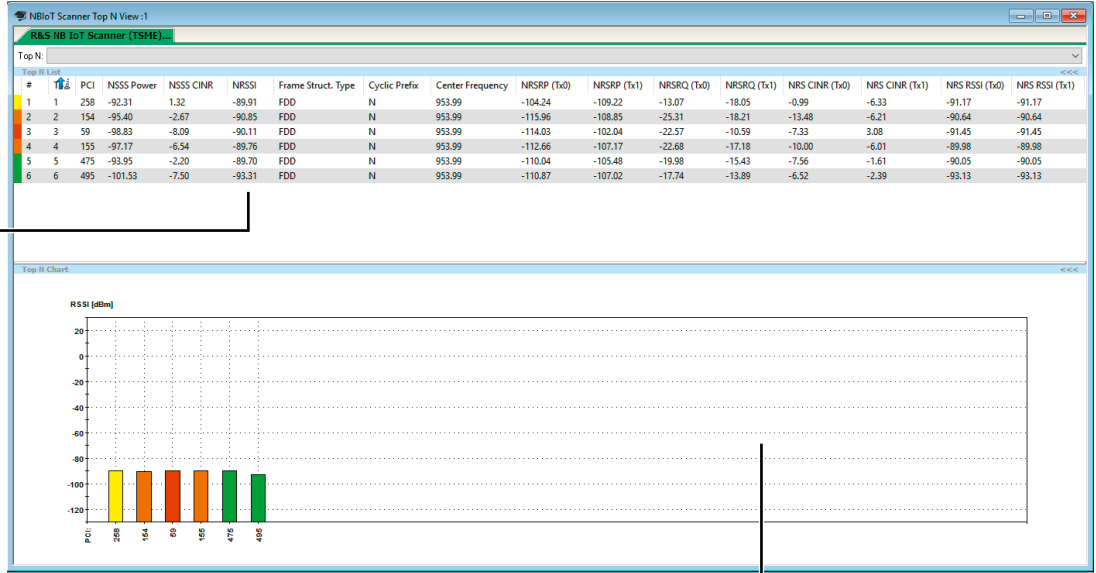 NBIoT Scanner Top N View :1
R&S NB IoT Scanner (TSME)...
Top N:
Top N List <<<
# PCI NSSS Power NSSS CINR NRSSI Frame Struct. Type Cyclic Prefix Center Frequency NRSRP (Tx0) NRSRP (Tx1) NRSRQ (Tx0) NRSRQ (Tx1) NRS CINR (Tx0) NRS CINR (Tx1) NRS RSSI (Tx0) NRS RSSI (Tx1)
1 1 258 -92.31 1.32 -89.91 FDD N 953.99 -104.24 -109.22 -13.07 -18.05 -0.99 -6.33 -91.17 -91.17
2 2 154 -95.40 -2.67 -90.85 FDD N 953.99 -115.96 -108.85 -25.31 -18.21 -13.48 -6.21 -90.64 -90.64
3 3 59 -98.83 -8.09 -90.11 FDD N 953.99 -114.03 -102.04 -22.57 -10.59 -7.33 3.08 -91.45 -91.45
4 4 155 -97.17 -6.54 -89.76 FDD N 953.99 -112.66 -107.17 -22.68 -17.18 -10.00 -6.01 -89.98 -89.98
5 5 475 -93.95 -2.20 -89.70 FDD N 953.99 -110.04 -105.48 -19.98 -15.43 -7.56 -1.61 -90.05 -90.05
6 6 495 -101.53 -7.50 -93.31 FDD N 953.99 -110.87 -107.02 -17.74 -13.89 -6.52 -2.39 -93.13 -93.13
Top N Chart <<<
RSSI [dBm]
20
0
-20
-40
-60
-80
-100
-120
PCI: 258 154 59 155 475 495